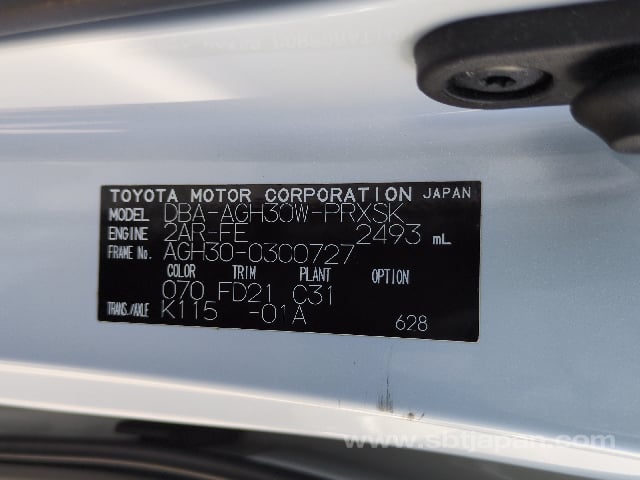 TOYOTA MOTOR CORPORATION JAPAN
MODEL DBA-AGH30W-PRXSK
ENGINE 2AR-FE 2493 mL
FRAME No. AGH30-0300727
COLOR TRIM PLANT OPTION
070 FD21 C31
TRANS./AXLE K115 -01A 628
www.sbtjapan.com